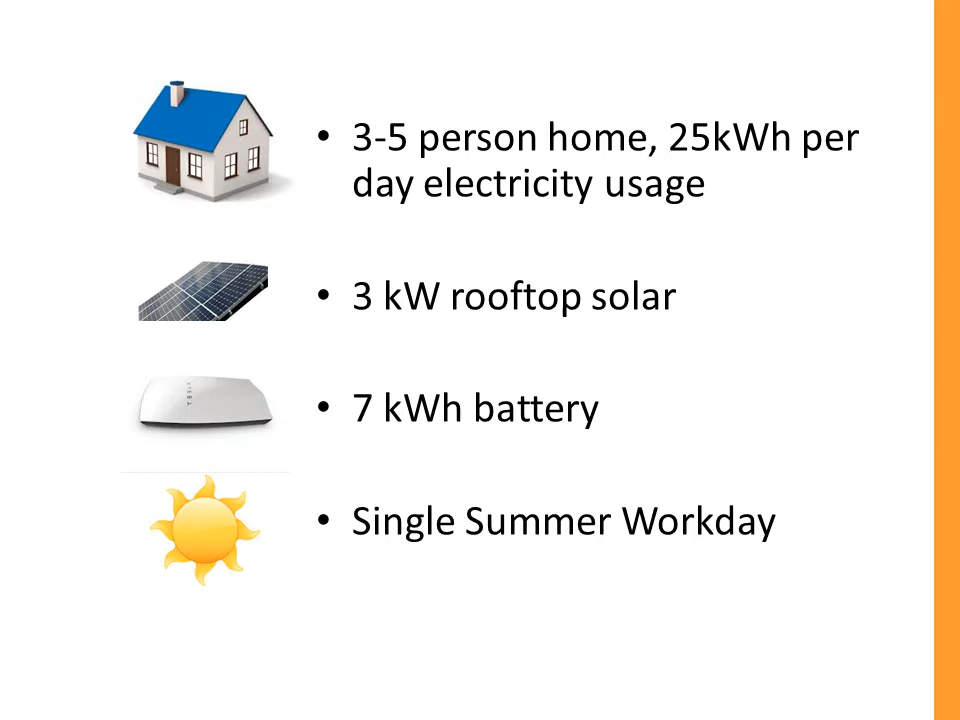 • 3-5 person home, 25kWh per
day electricity usage
• 3 kW rooftop solar
• 7 kWh battery
• Single Summer Workday